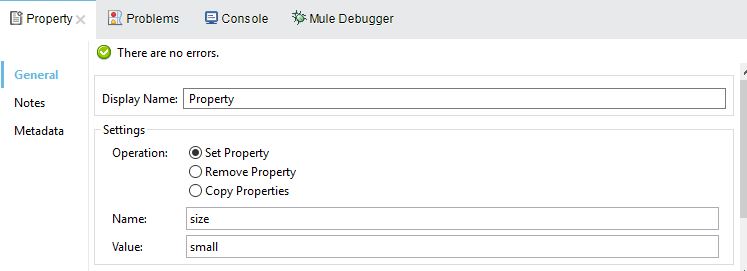 Property Problems Console Mule Debugger
There are no errors.
General
Notes
Metadata
Display Name: Property
Settings
Operation: Set Property
Remove Property
Copy Properties
Name: size
Value: small